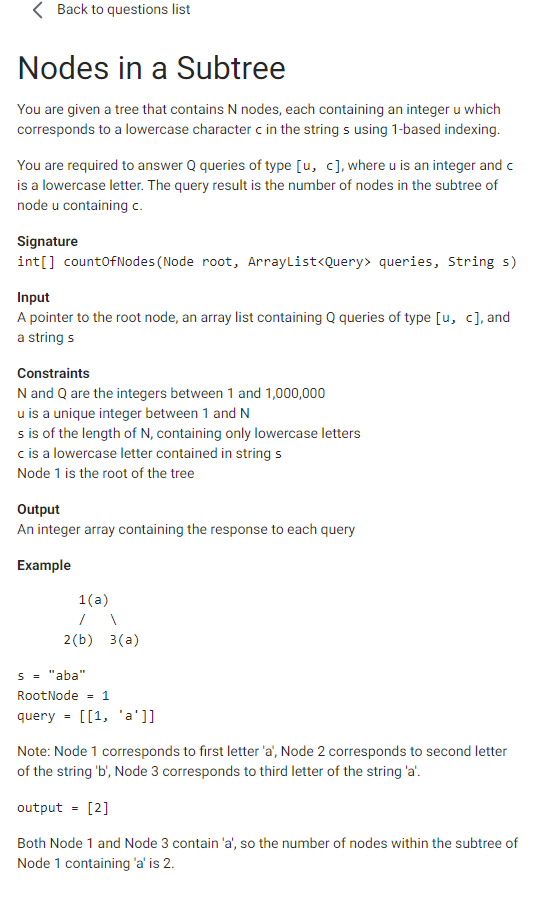 Back to questions list
Nodes in a Subtree
You are given a tree that contains N nodes, each containing an integer u which
corresponds to a lowercase character c in the string s using 1-based indexing.
You are required to answer Q queries of type [u, c], where u is an integer and c
is a lowercase letter. The query result is the number of nodes in the subtree of
node u containing c.
Signature
int[] countOfNodes(Node root, ArrayList<Query> queries, String s)
Input
A pointer to the root node, an array list containing Q queries of type [u, c], and
a string s
Constraints
N and Q are the integers between 1 and 1,000,000
u is a unique integer between 1 and N
s is of the length of N, containing only lowercase letters
c is a lowercase letter contained in string s
Node 1 is the root of the tree
Output
An integer array containing the response to each query
Example
1(a)
/ \
2(b) 3(a)
s = "aba"
RootNode = 1
query = [[1, 'a']]
Note: Node 1 corresponds to first letter 'a', Node 2 corresponds to second letter
of the string 'b', Node 3 corresponds to third letter of the string 'a'.
output = [2]
Both Node 1 and Node 3 contain 'a', so the number of nodes within the subtree of
Node 1 containing 'a' is 2.